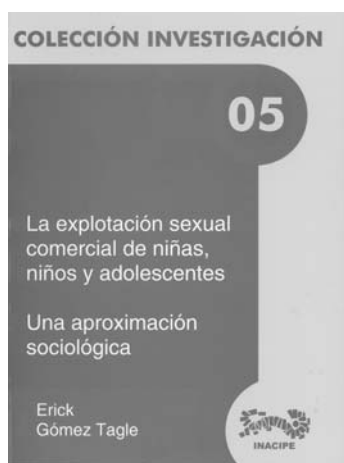 COLECCIÓN INVESTIGACIÓN
05
La explotación sexual
comercial de niñas,
niños y adolescentes
Una aproximación
sociológica
Erick
Gómez Tagle
INACIPE